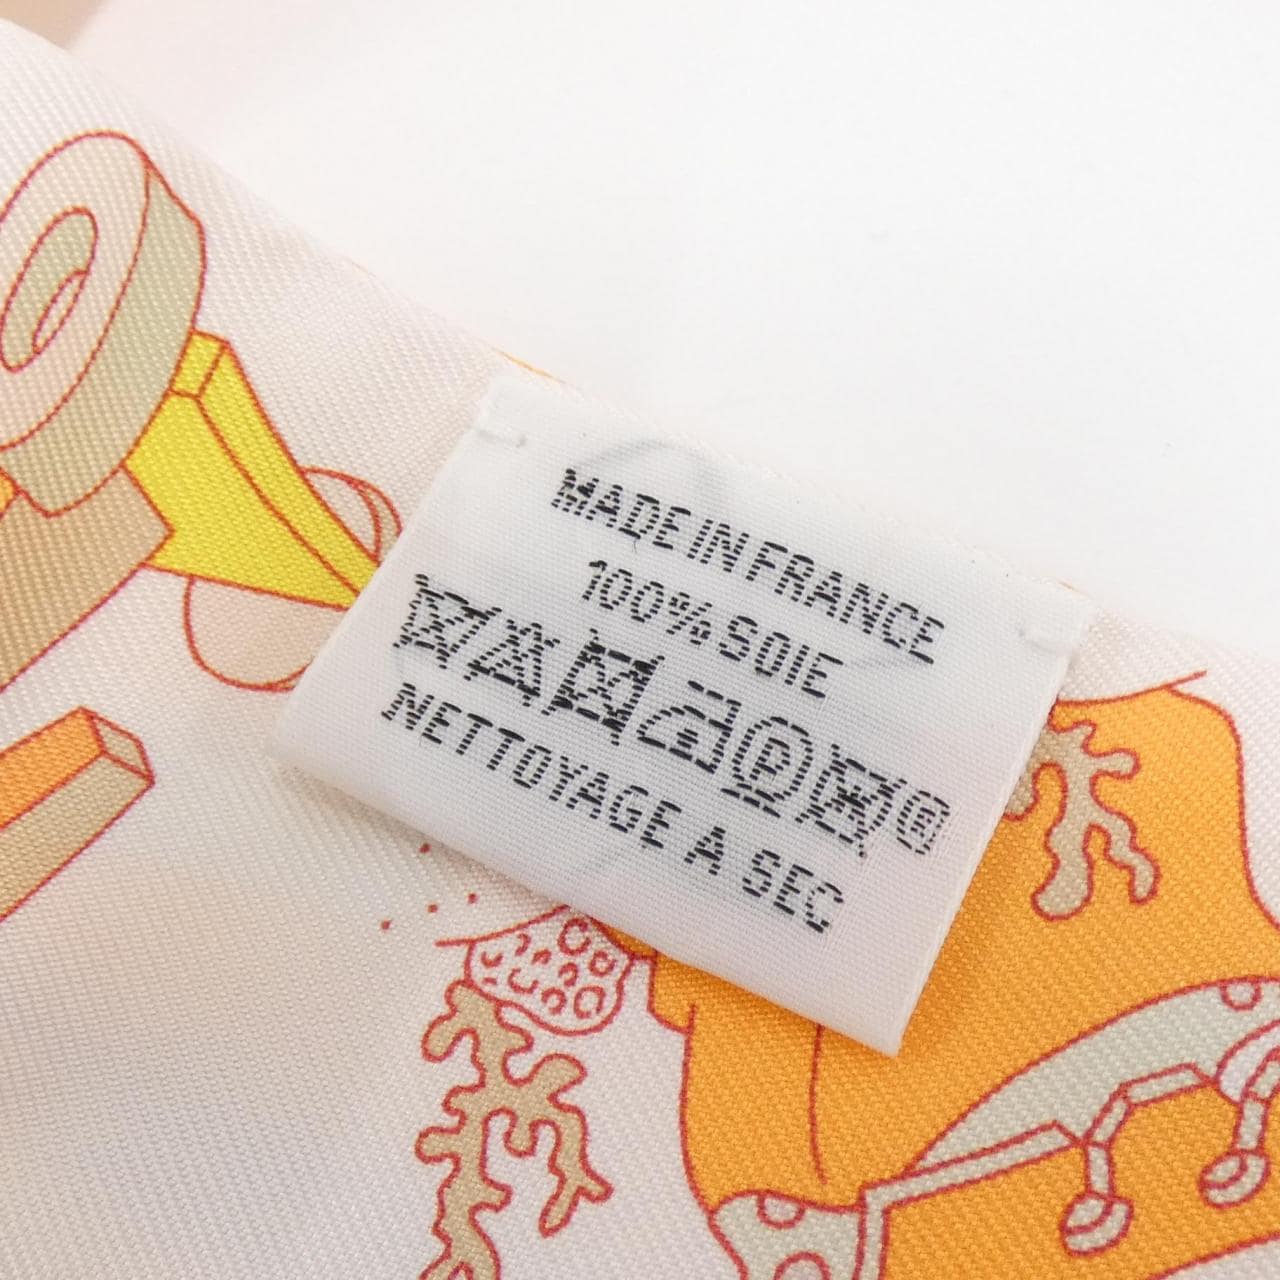 MADE IN FRANCE
100% SOIE
P
NETTOYAGE A SEC